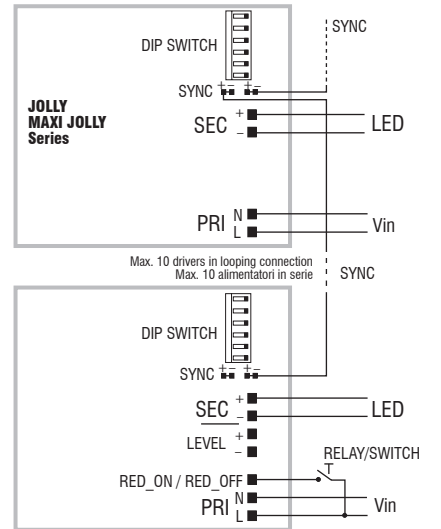 SYNC
DIP SWITCH
SYNC + - + -
JOLLY
MAXI JOLLY
Series
SEC + -
LED
PRI N L
Vin
Max. 10 drivers in looping connection
Max. 10 alimentatori in serie
SYNC
DIP SWITCH
SYNC + - + -
SEC + -
LED
LEVEL + -
RELAY/SWITCH
T
RED_ON / RED_OFF
PRI N L
Vin